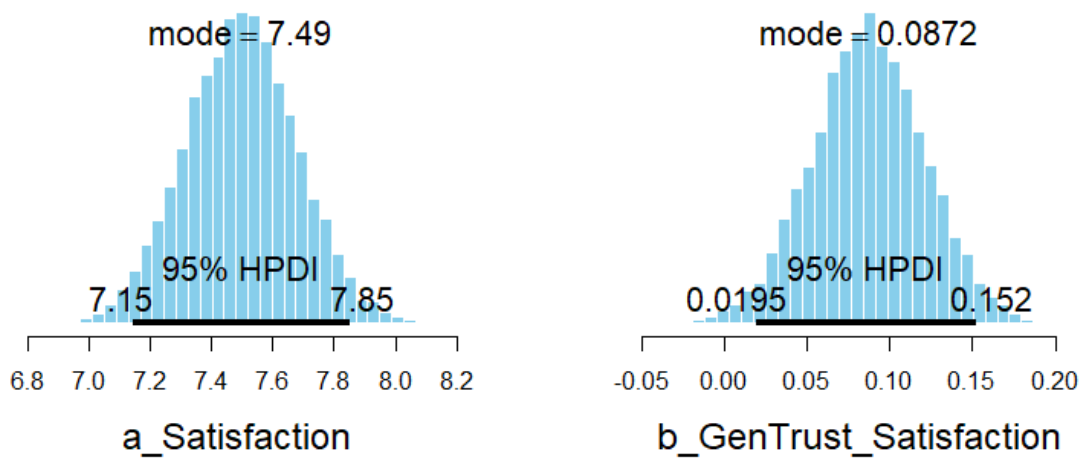 mode = 7.49
95% HPDI
7.15 7.85
6.8 7.0 7.2 7.4 7.6 7.8 8.0 8.2
a_Satisfaction
mode = 0.0872
95% HPDI
0.0195 0.152
-0.05 0.00 0.05 0.10 0.15 0.20
b_GenTrust_Satisfaction